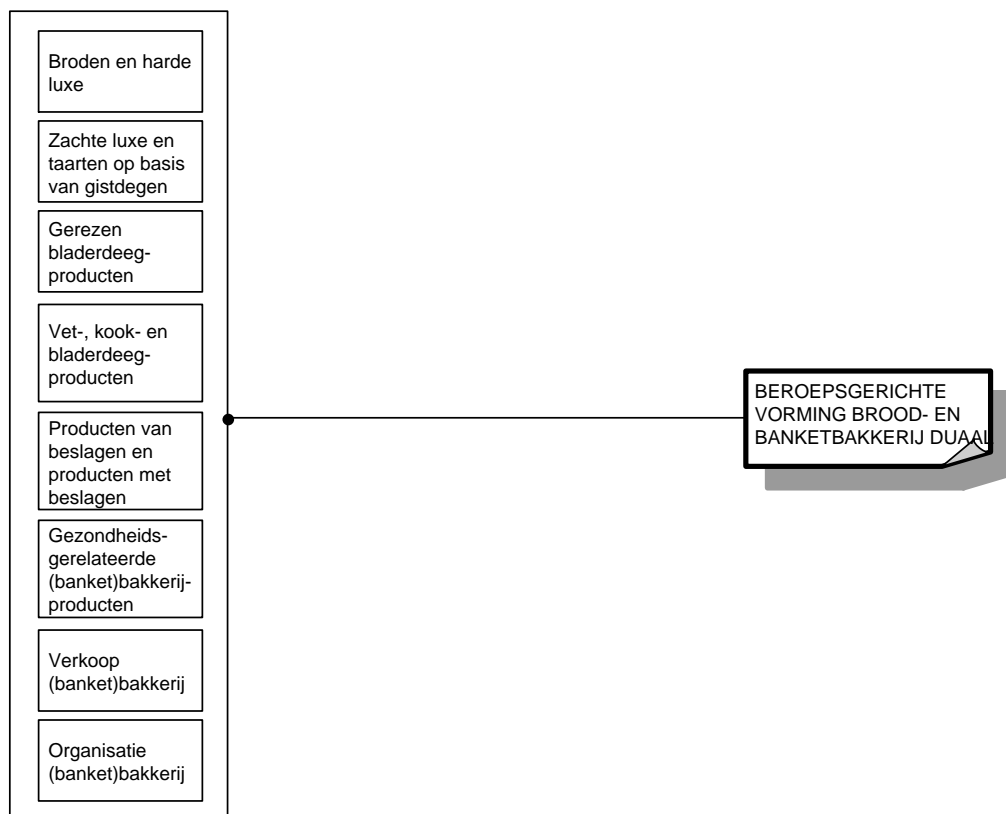 Broden en harde
luxe
Zachte luxe en
taarten op basis
van gistdegen
Gerezen
bladerdeeg-
producten
Vet-, kook- en
bladerdeeg-
producten
Producten van
beslagen en
producten met
beslagen
Gezondheids-
gerelateerde
(banket)bakkerij-
producten
Verkoop
(banket)bakkerij
Organisatie
(banket)bakkerij
BEROEPSGERICHTE
VORMING BROOD- EN
BANKETBAKKERIJ DUAAL